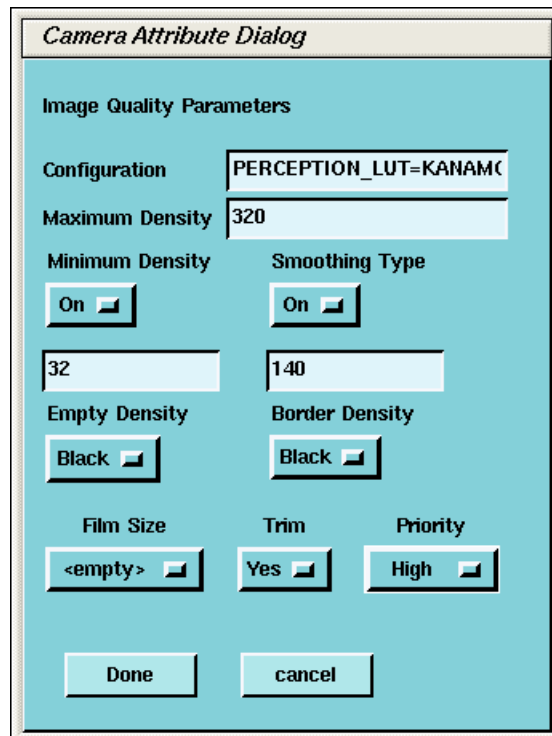 Camera Attribute Dialog
Image Quality Parameters
Configuration PERCEPTION_LUT=KANAM
Maximum Density 320
Minimum Density Smoothing Type
On On
32 140
Empty Density Border Density
Black Black
Film Size Trim Priority
<empty> Yes High
Done cancel